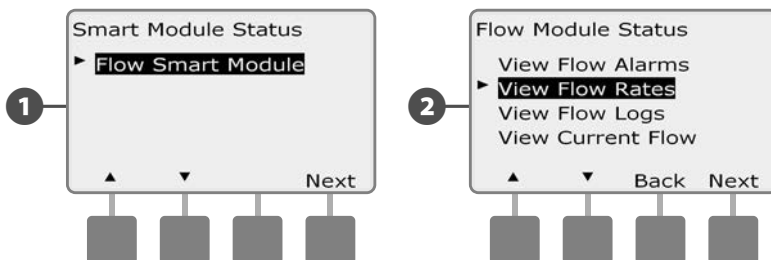 1
Smart Module Status
► Flow Smart Module
▲ ▼ Next
2
Flow Module Status
View Flow Alarms
► View Flow Rates
View Flow Logs
View Current Flow
▲ ▼ Back Next